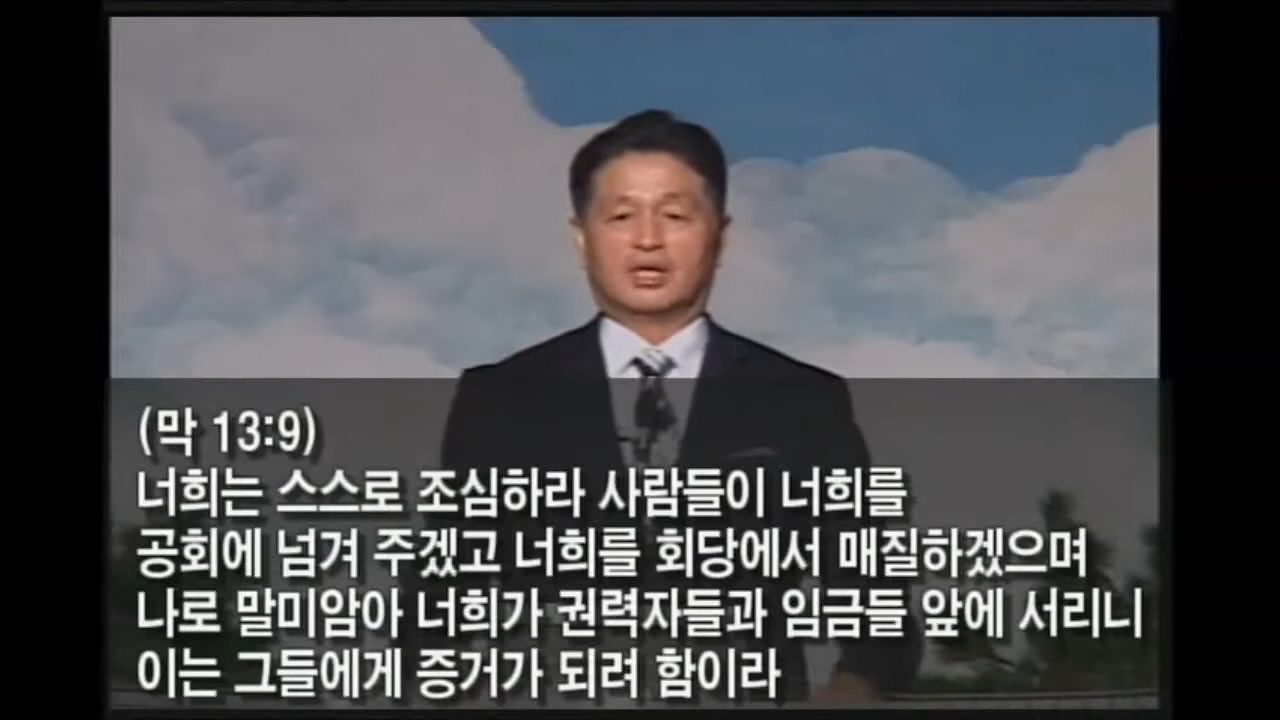 (막 13:9)
너희는 스스로 조심하라 사람들이 너희를
공회에 넘겨 주겠고 너희를 회당에서 매질하겠으며
나로 말미암아 너희가 권력자들과 임금들 앞에 서리니
이는 그들에게 증거가 되려 함이라